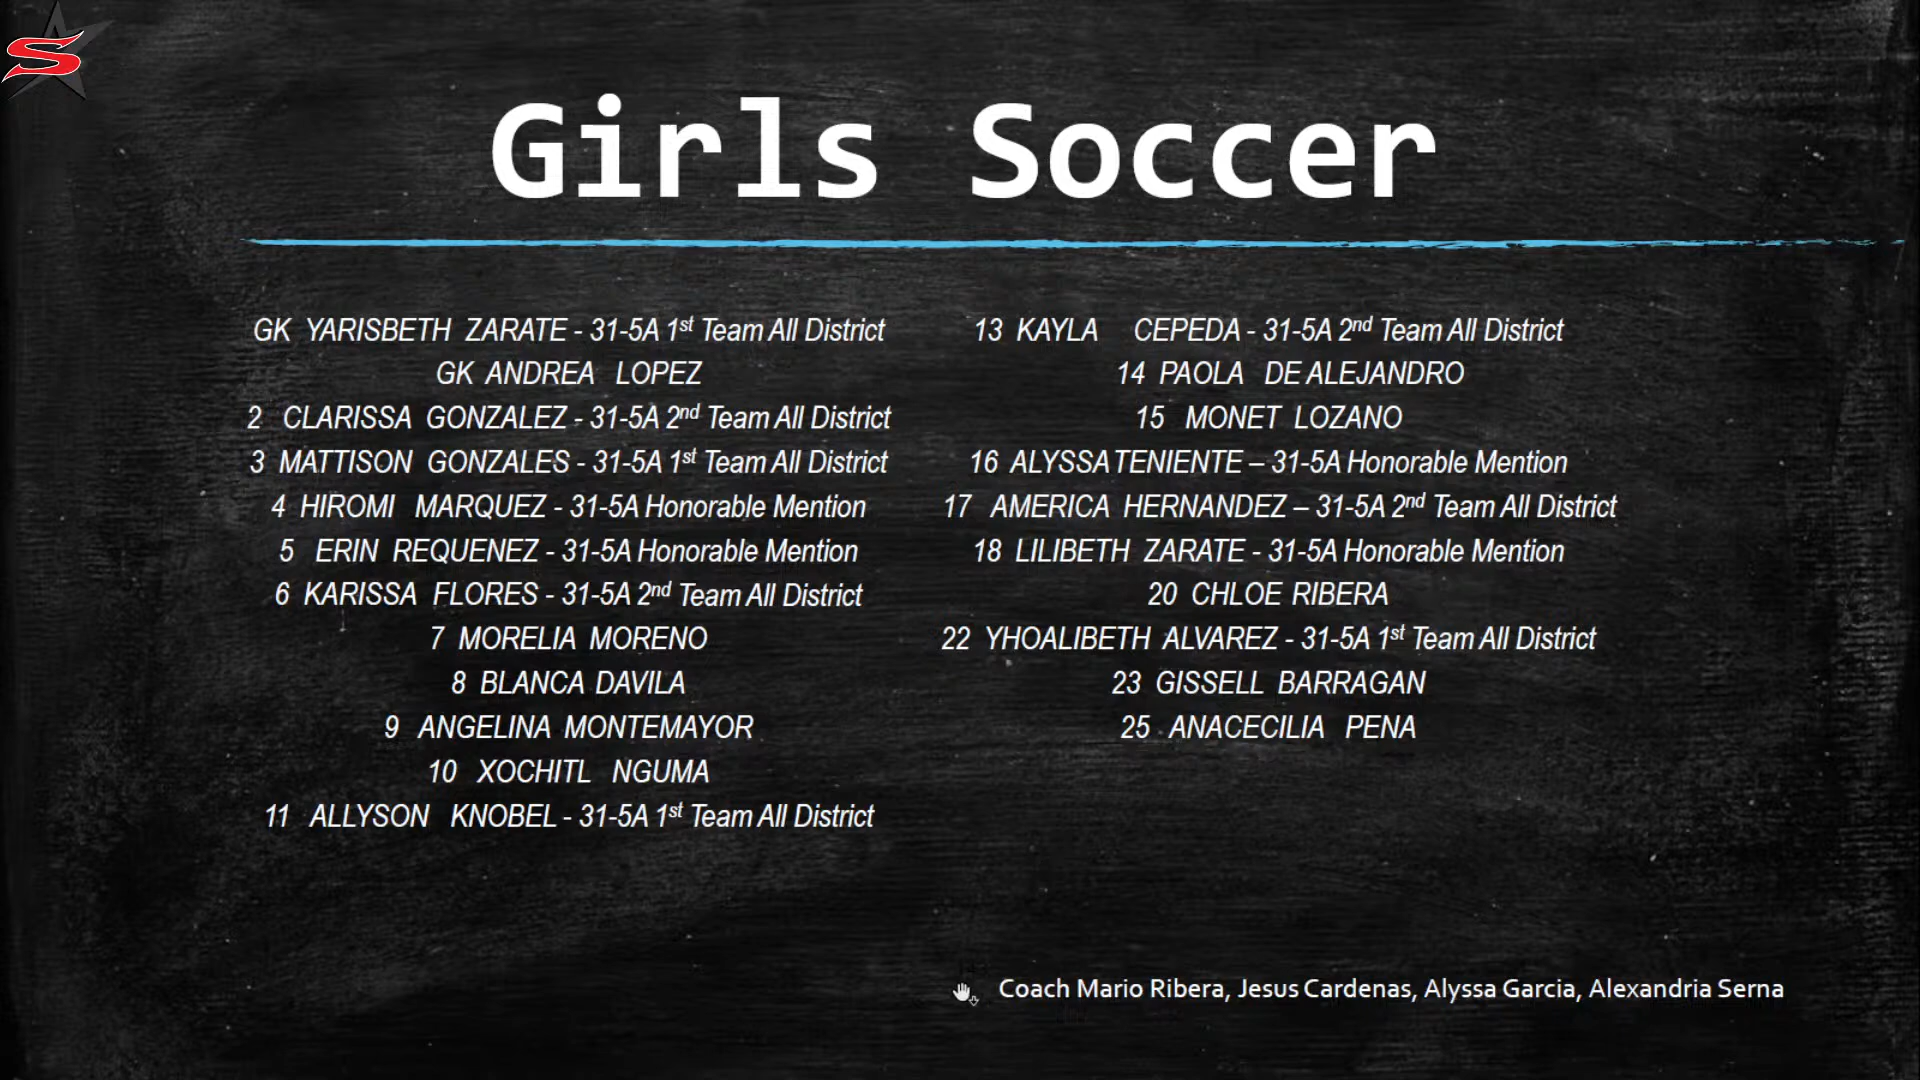 S
Girls Soccer
GK YARISBETH ZARATE - 31-5A 1st Team All District
GK ANDREA LOPEZ
2 CLARISSA GONZALEZ - 31-5A 2nd Team All District
3 MATTISON GONZALES - 31-5A 1st Team All District
4 HIROMI MARQUEZ - 31-5A Honorable Mention
5 ERIN REQUENEZ - 31-5A Honorable Mention
6 KARISSA FLORES - 31-5A 2nd Team All District
7 MORELIA MORENO
8 BLANCA DAVILA
9 ANGELINA MONTEMAYOR
10 XOCHITL NGUMA
11 ALLYSON KNOBEL - 31-5A 1st Team All District
13 KAYLA CEPEDA - 31-5A 2nd Team All District
14 PAOLA DE ALEJANDRO
15 MONET LOZANO
16 ALYSSA TENIENTE – 31-5A Honorable Mention
17 AMERICA HERNANDEZ – 31-5A 2nd Team All District
18 LILIBETH ZARATE - 31-5A Honorable Mention
20 CHLOE RIBERA
22 YHOALIBETH ALVAREZ - 31-5A 1st Team All District
23 GISSELL BARRAGAN
25 ANACECILIA PENA
Coach Mario Ribera, Jesus Cardenas, Alyssa Garcia, Alexandria Serna